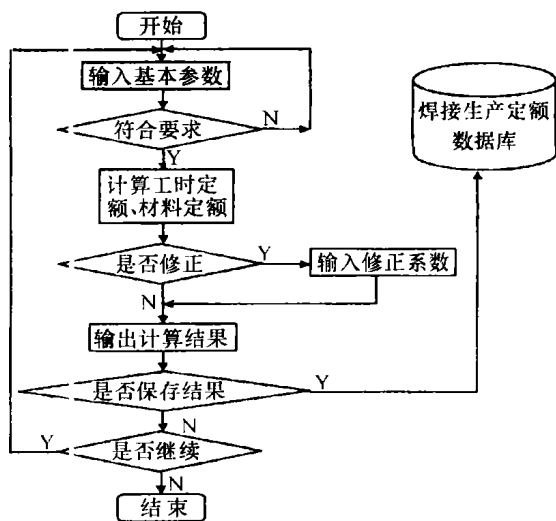 开始
输入基本参数
符合要求
N
Y
计算工时定
额、材料定额
是否修正
Y
输入修正系数
N
输出计算结果
是否保存结果
Y
N
是否继续
Y
N
结束
焊接生产定额
数据库